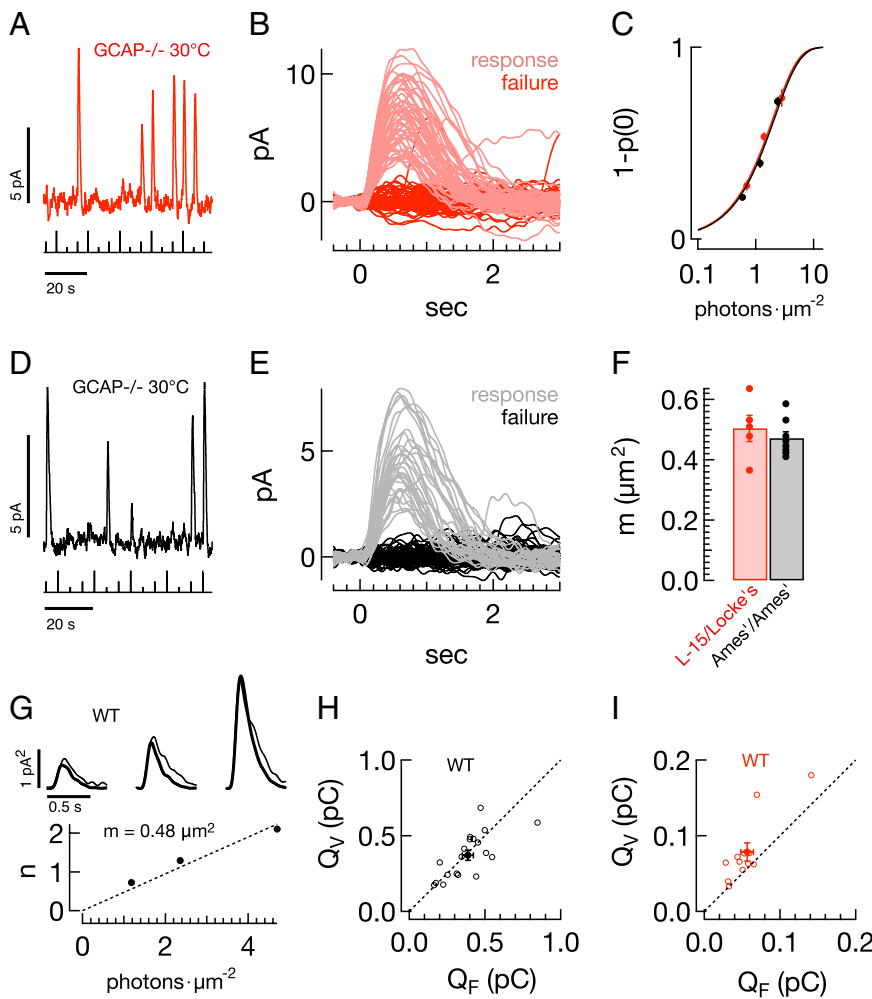 A
GCAP-/- 30°C
5 pA
20 s
B
response
failure
10
0
pA
0
2
sec
C
1
0
1-p(0)
0.1
1
10
photons·µm-2
D
GCAP-/- 30°C
5 pA
20 s
E
response
failure
5
0
pA
0
2
sec
F
0.6
0.4
0.2
0.0
m (µm2)
L-15/Locke's
Ames'/Ames'
G
WT
1 pA2
0.5 s
m = 0.48 µm2
2
1
0
n
0
2
4
photons·µm-2
H
WT
1.0
0.5
0.0
QV (pC)
0.0
0.5
1.0
QF (pC)
I
WT
0.2
0.1
0.0
QV (pC)
0.0
0.1
0.2
QF (pC)